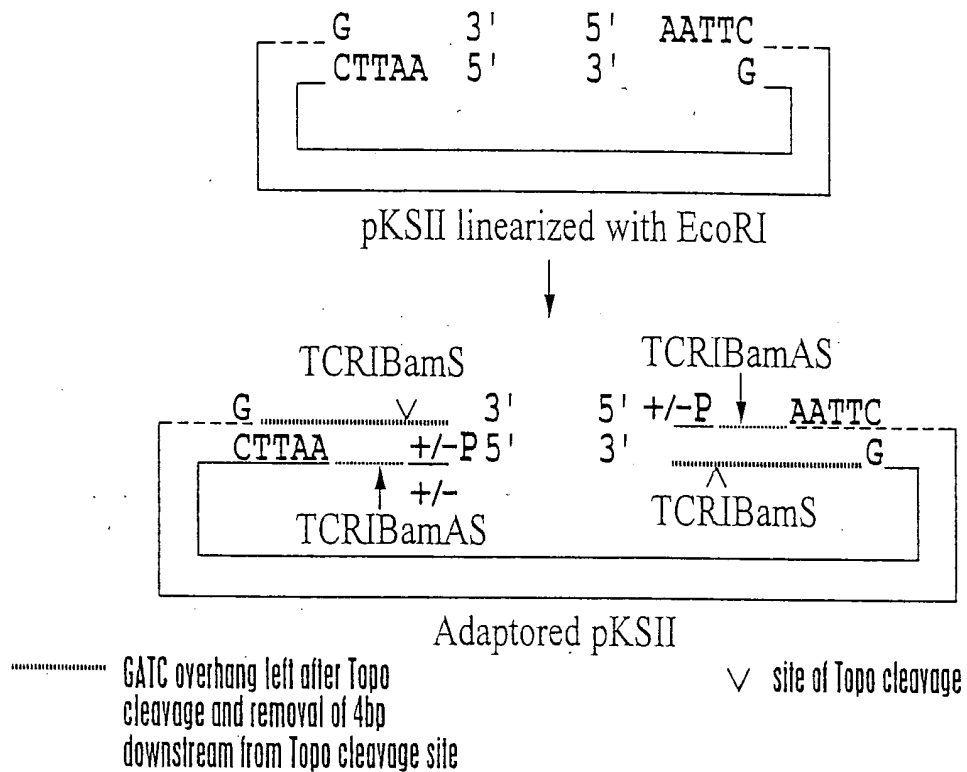 G 3' 5' AATTC
CTTAA 5' 3' G
pKSII linearized with EcoRI
TCRIBamS TCRIBamAS
G 3' 5' +/-P AATTC
CTTAA +/-P 5' 3' G
+/-
TCRIBamAS TCRIBamS
Adaptored pKSII
GATC overhang left after Topo
cleavage and removal of 4bp
downstream from Topo cleavage site
site of Topo cleavage